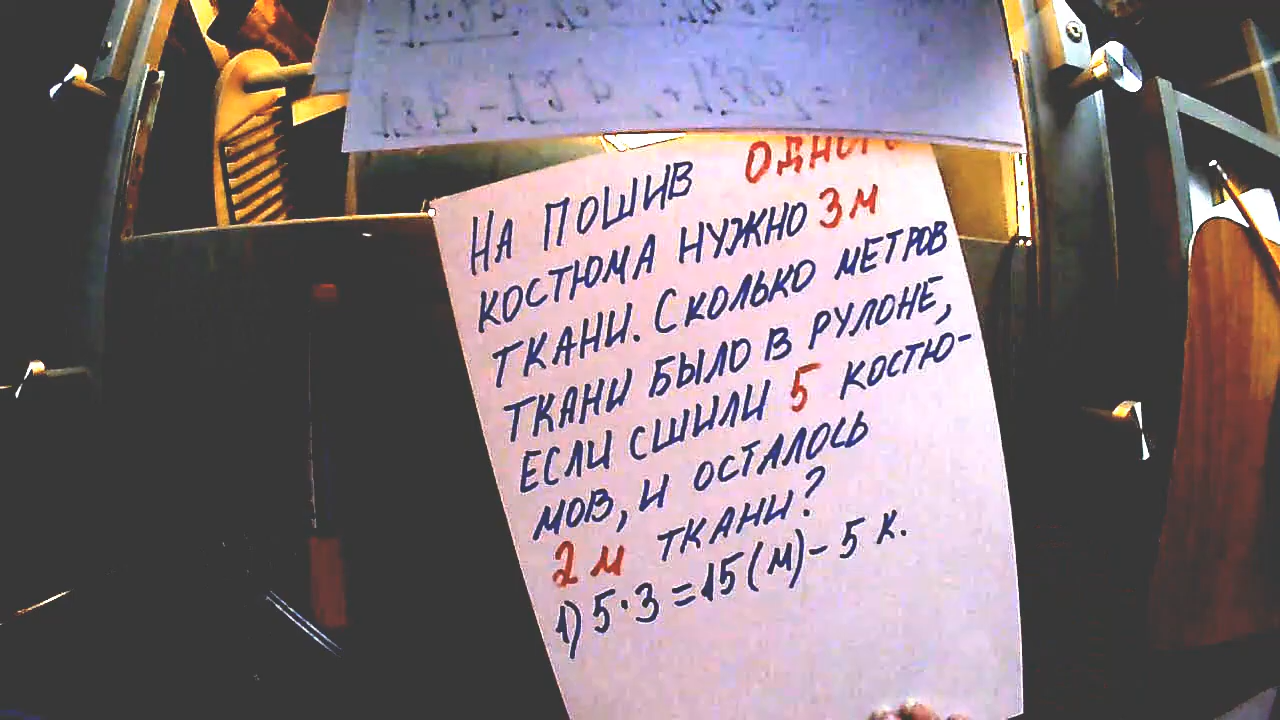 НА ПОШИВ ОДНОГО
КОСТЮМА НУЖНО 3 м
ТКАНИ. СКОЛЬКО МЕТРОВ
ТКАНИ БЫЛО В РУЛОНЕ,
ЕСЛИ СШИЛИ 5 КОСТЮ-
МОВ, И ОСТАЛОСЬ
2 м ТКАНИ?
1) 5·3=15(м)- 5 к.